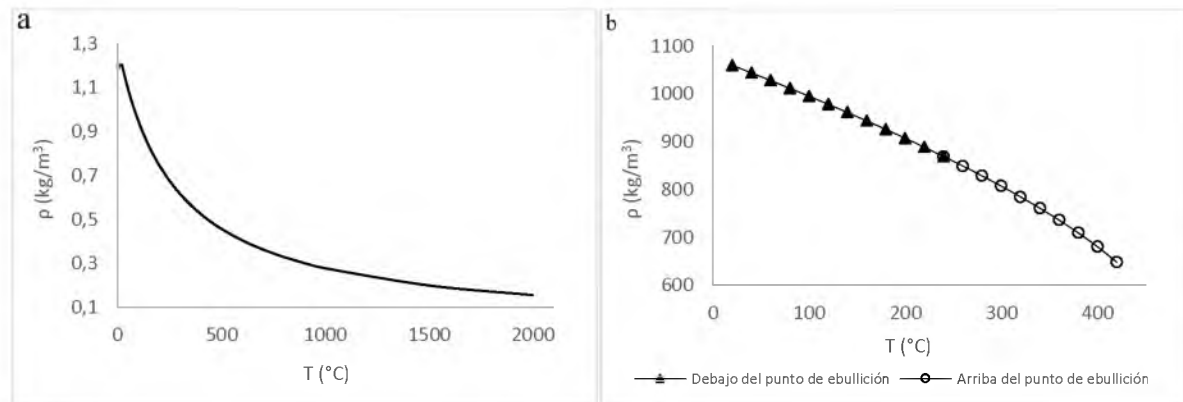 a
1,3
1,1
0,9
0,7
0,5
0,3
0,1
ρ (kg/m³)
0 500 1000 1500 2000
T (°C)
b
1100
1000
900
800
700
600
ρ (kg/m³)
0 100 200 300 400
T (°C)
Debajo del punto de ebullición Arriba del punto de ebullición